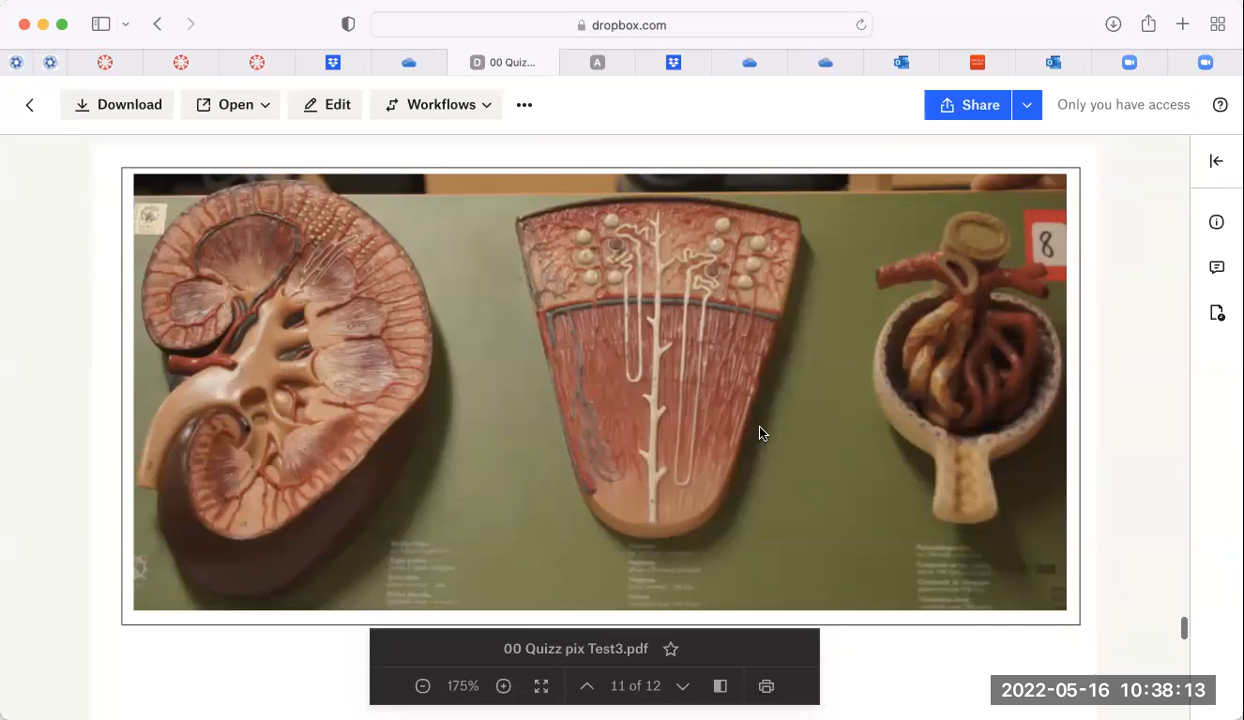 dropbox.com
D 00 Quiz...
A
Download
Open
Edit
Workflows
Share
Only you have access
8
00 Quizz pix Test3.pdf
175%
11 of 12
2022-05-16 10:38:13